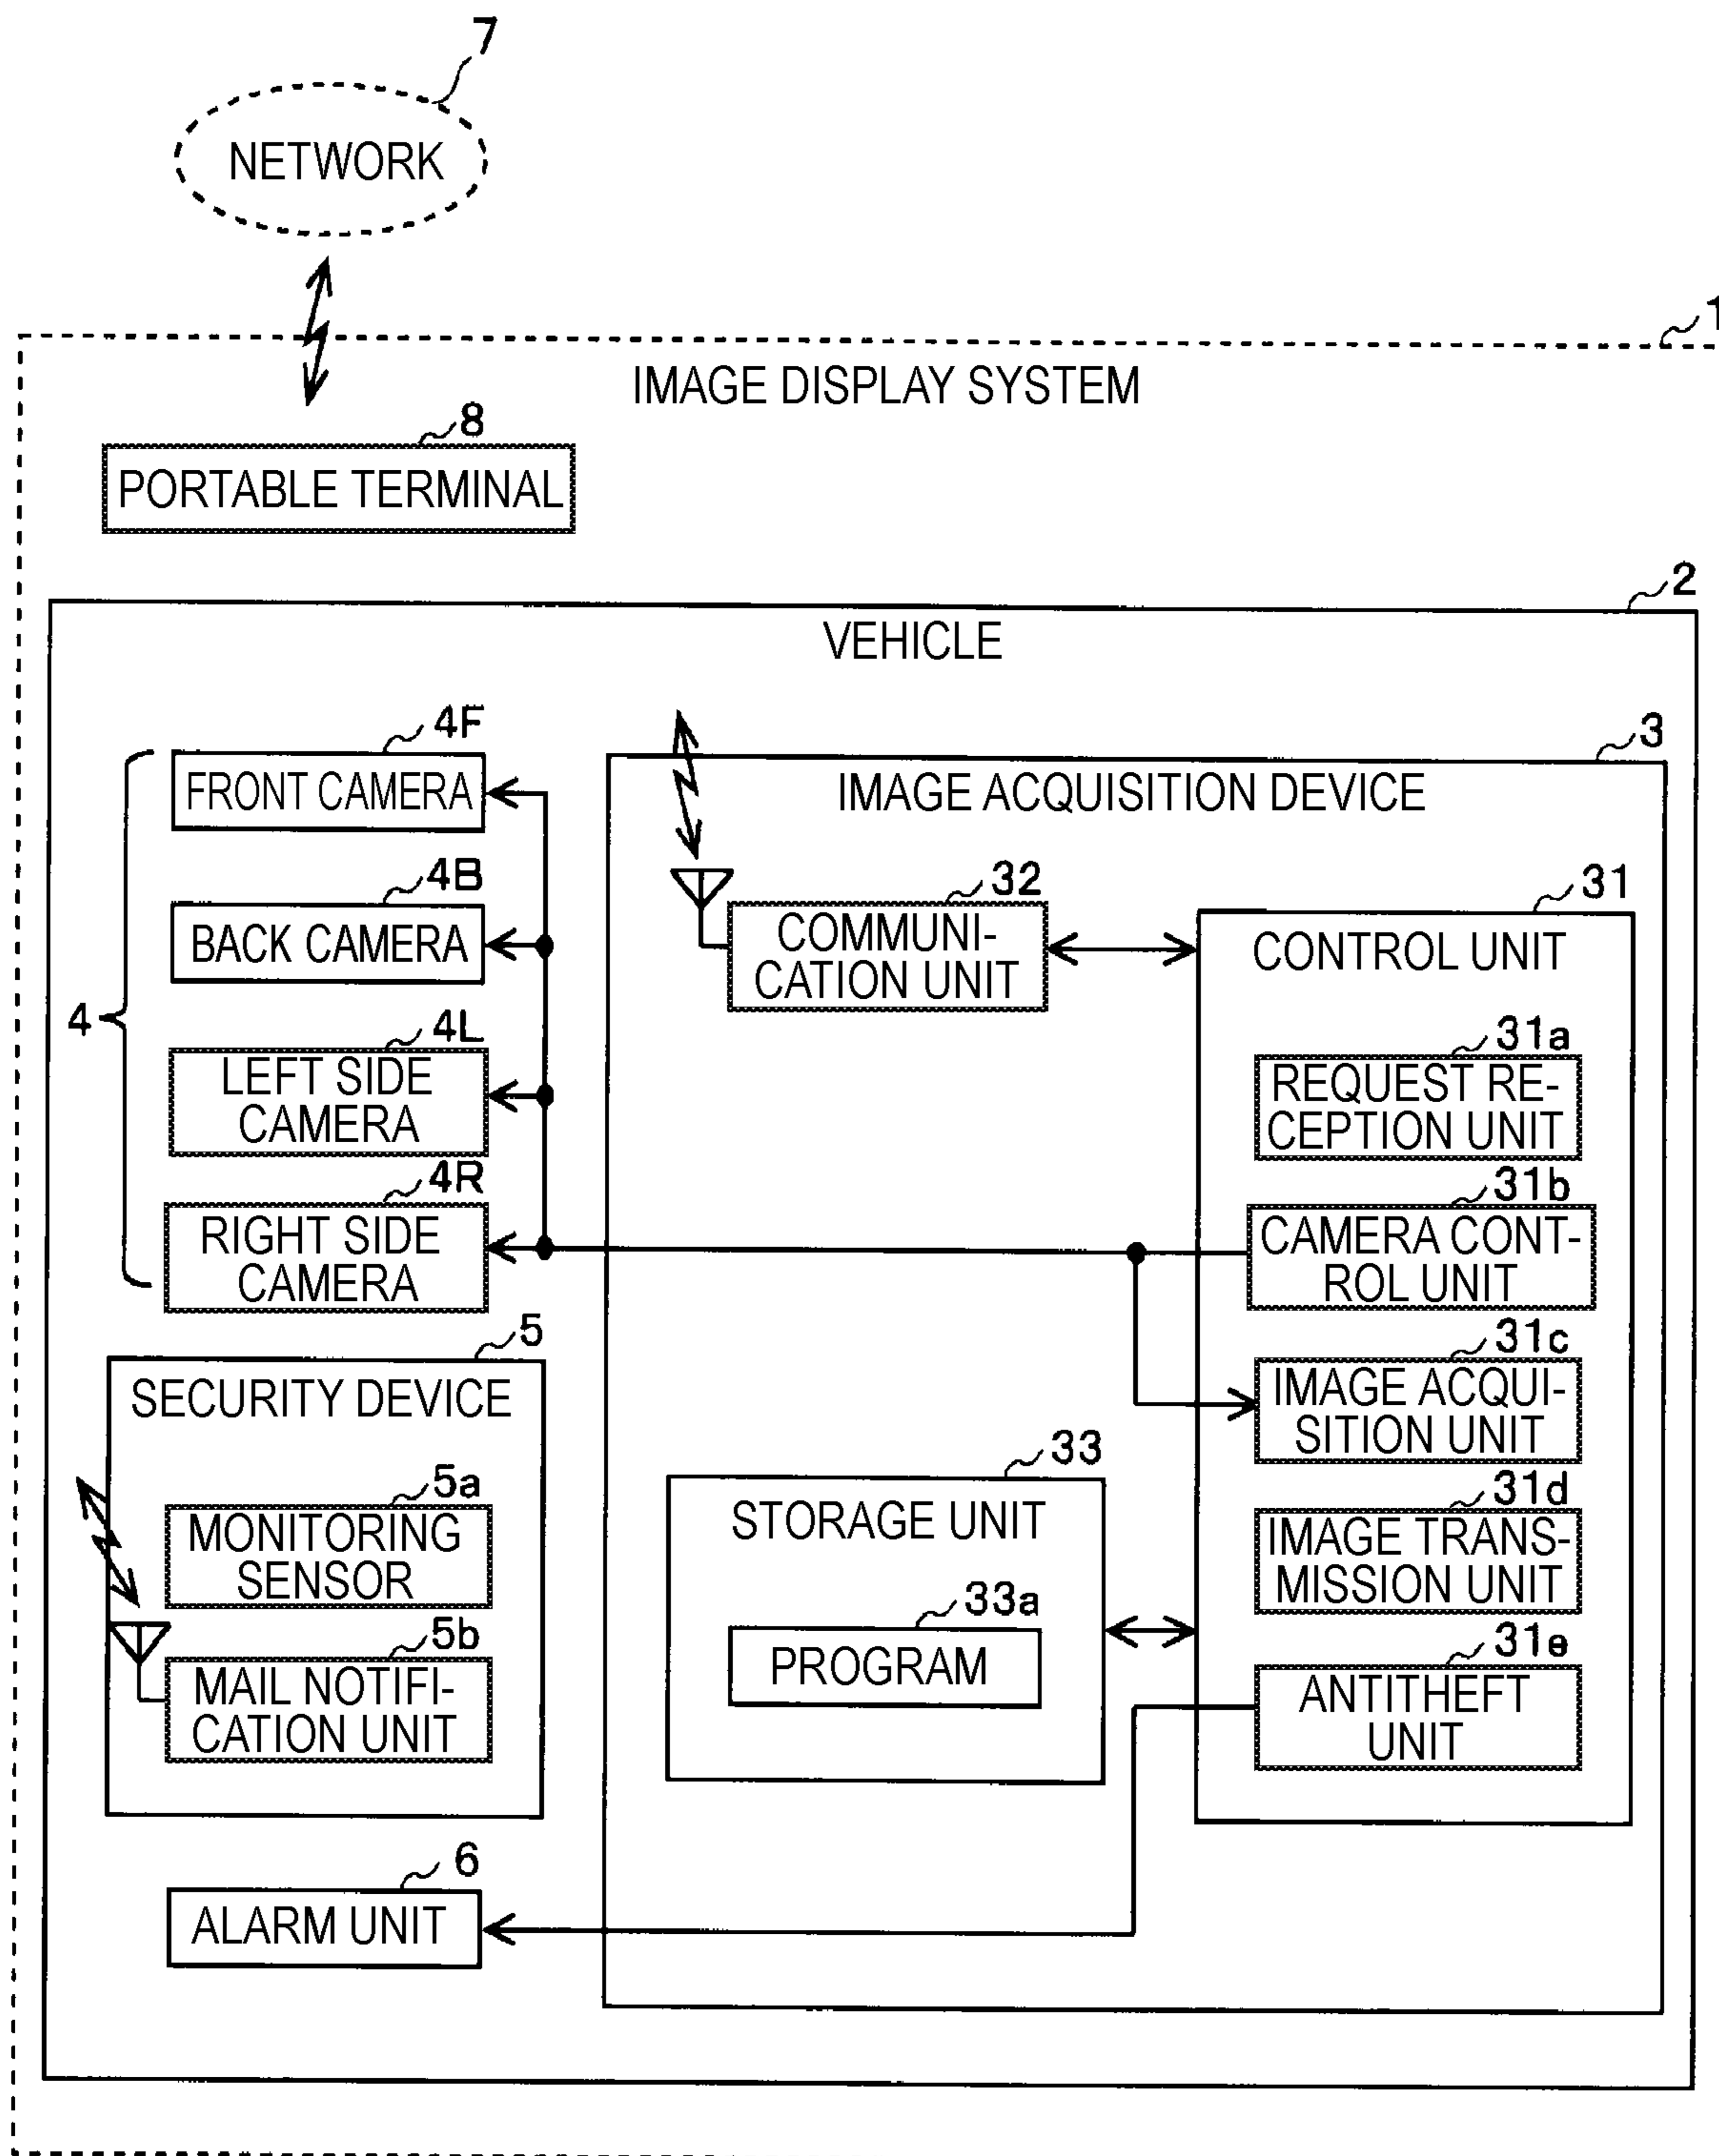 7
NETWORK
1
IMAGE DISPLAY SYSTEM
8
PORTABLE TERMINAL
2
VEHICLE
4
4F
FRONT CAMERA
4B
BACK CAMERA
4L
LEFT SIDE
CAMERA
4R
RIGHT SIDE
CAMERA
5
SECURITY DEVICE
5a
MONITORING
SENSOR
5b
MAIL NOTIFI-
CATION UNIT
6
ALARM UNIT
3
IMAGE ACQUISITION DEVICE
32
COMMUNI-
CATION UNIT
33
STORAGE UNIT
33a
PROGRAM
31
CONTROL UNIT
31a
REQUEST RE-
CEPTION UNIT
31b
CAMERA CONT-
ROL UNIT
31c
IMAGE ACQUI-
SITION UNIT
31d
IMAGE TRANS-
MISSION UNIT
31e
ANTITHEFT
UNIT